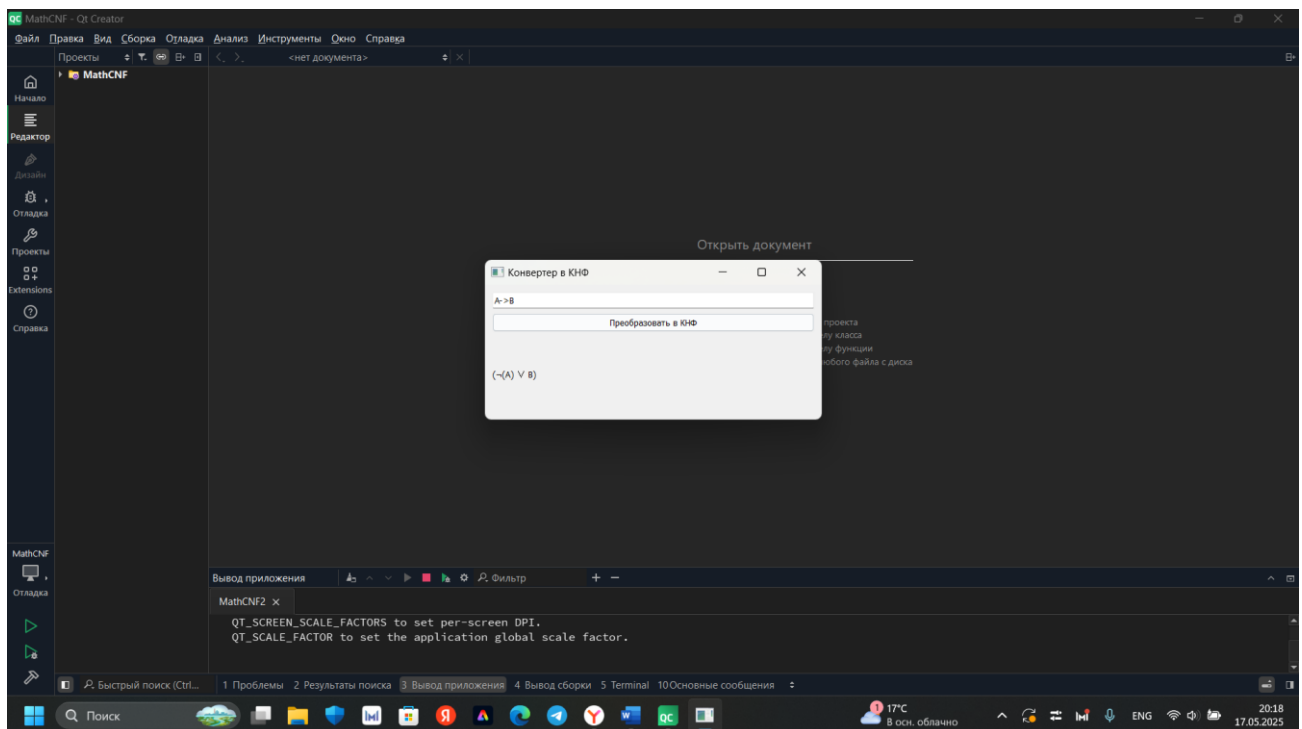 MathCNF - Qt Creator
Файл Правка Вид Сборка Отладка Анализ Инструменты Окно Справка
Проекты <нет документа>
MathCNF
Начало
Редактор
Дизайн
Отладка
Проекты
Extensions
Справка
Открыть документ
Конвертер в КНФ
A->B
Преобразовать в КНФ
проекта
лу класса
лу функции
юбого файла с диска
(¬(A) ∨ B)
MathCNF
Отладка
Вывод приложения Фильтр
MathCNF2
QT_SCREEN_SCALE_FACTORS to set per-screen DPI.
QT_SCALE_FACTOR to set the application global scale factor.
Быстрый поиск (Ctrl... 1 Проблемы 2 Результаты поиска 3 Вывод приложения 4 Вывод сборки 5 Terminal 10 Основные сообщения
Поиск
1 17°C
В осн. облачно
ENG
20:18
17.05.2025